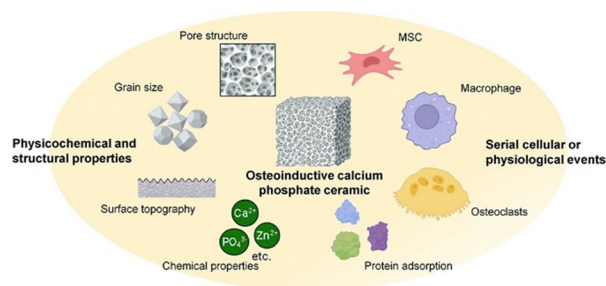 Pore structure
MSC
Grain size
Macrophage
Physicochemical and
structural properties
Serial cellular or
physiological events
Osteoinductive calcium
phosphate ceramic
Surface topography
Osteoclasts
Ca²⁺
PO₄³⁻
Zn²⁺
etc.
Chemical properties
Protein adsorption